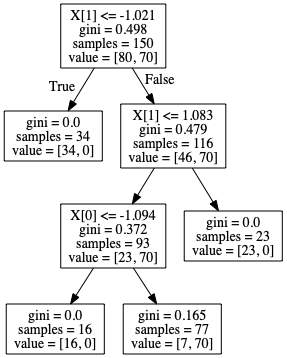 X[1] <= -1.021
gini = 0.498
samples = 150
value = [80, 70]
True
False
gini = 0.0
samples = 34
value = [34, 0]
X[1] <= 1.083
gini = 0.479
samples = 116
value = [46, 70]
X[0] <= -1.094
gini = 0.372
samples = 93
value = [23, 70]
gini = 0.0
samples = 23
value = [23, 0]
gini = 0.0
samples = 16
value = [16, 0]
gini = 0.165
samples = 77
value = [7, 70]